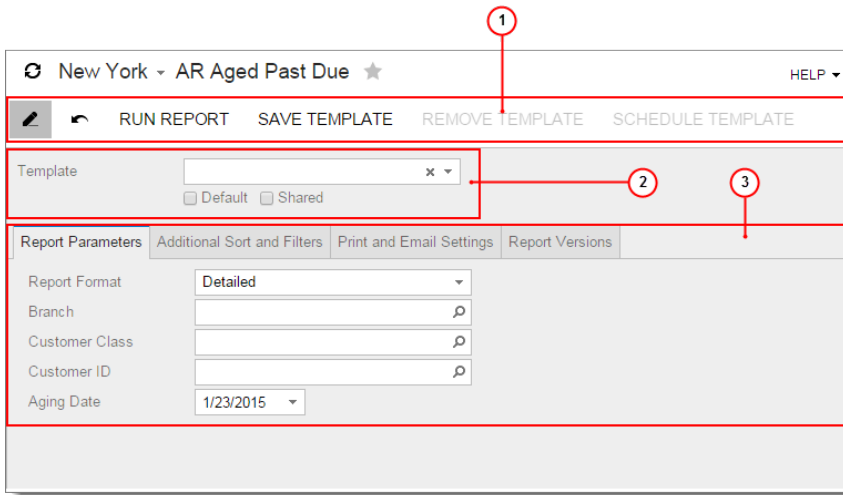 1
New York AR Aged Past Due
HELP
RUN REPORT SAVE TEMPLATE REMOVE TEMPLATE SCHEDULE TEMPLATE
Template
Default Shared
2
3
Report Parameters Additional Sort and Filters Print and Email Settings Report Versions
Report Format Detailed
Branch
Customer Class
Customer ID
Aging Date 1/23/2015